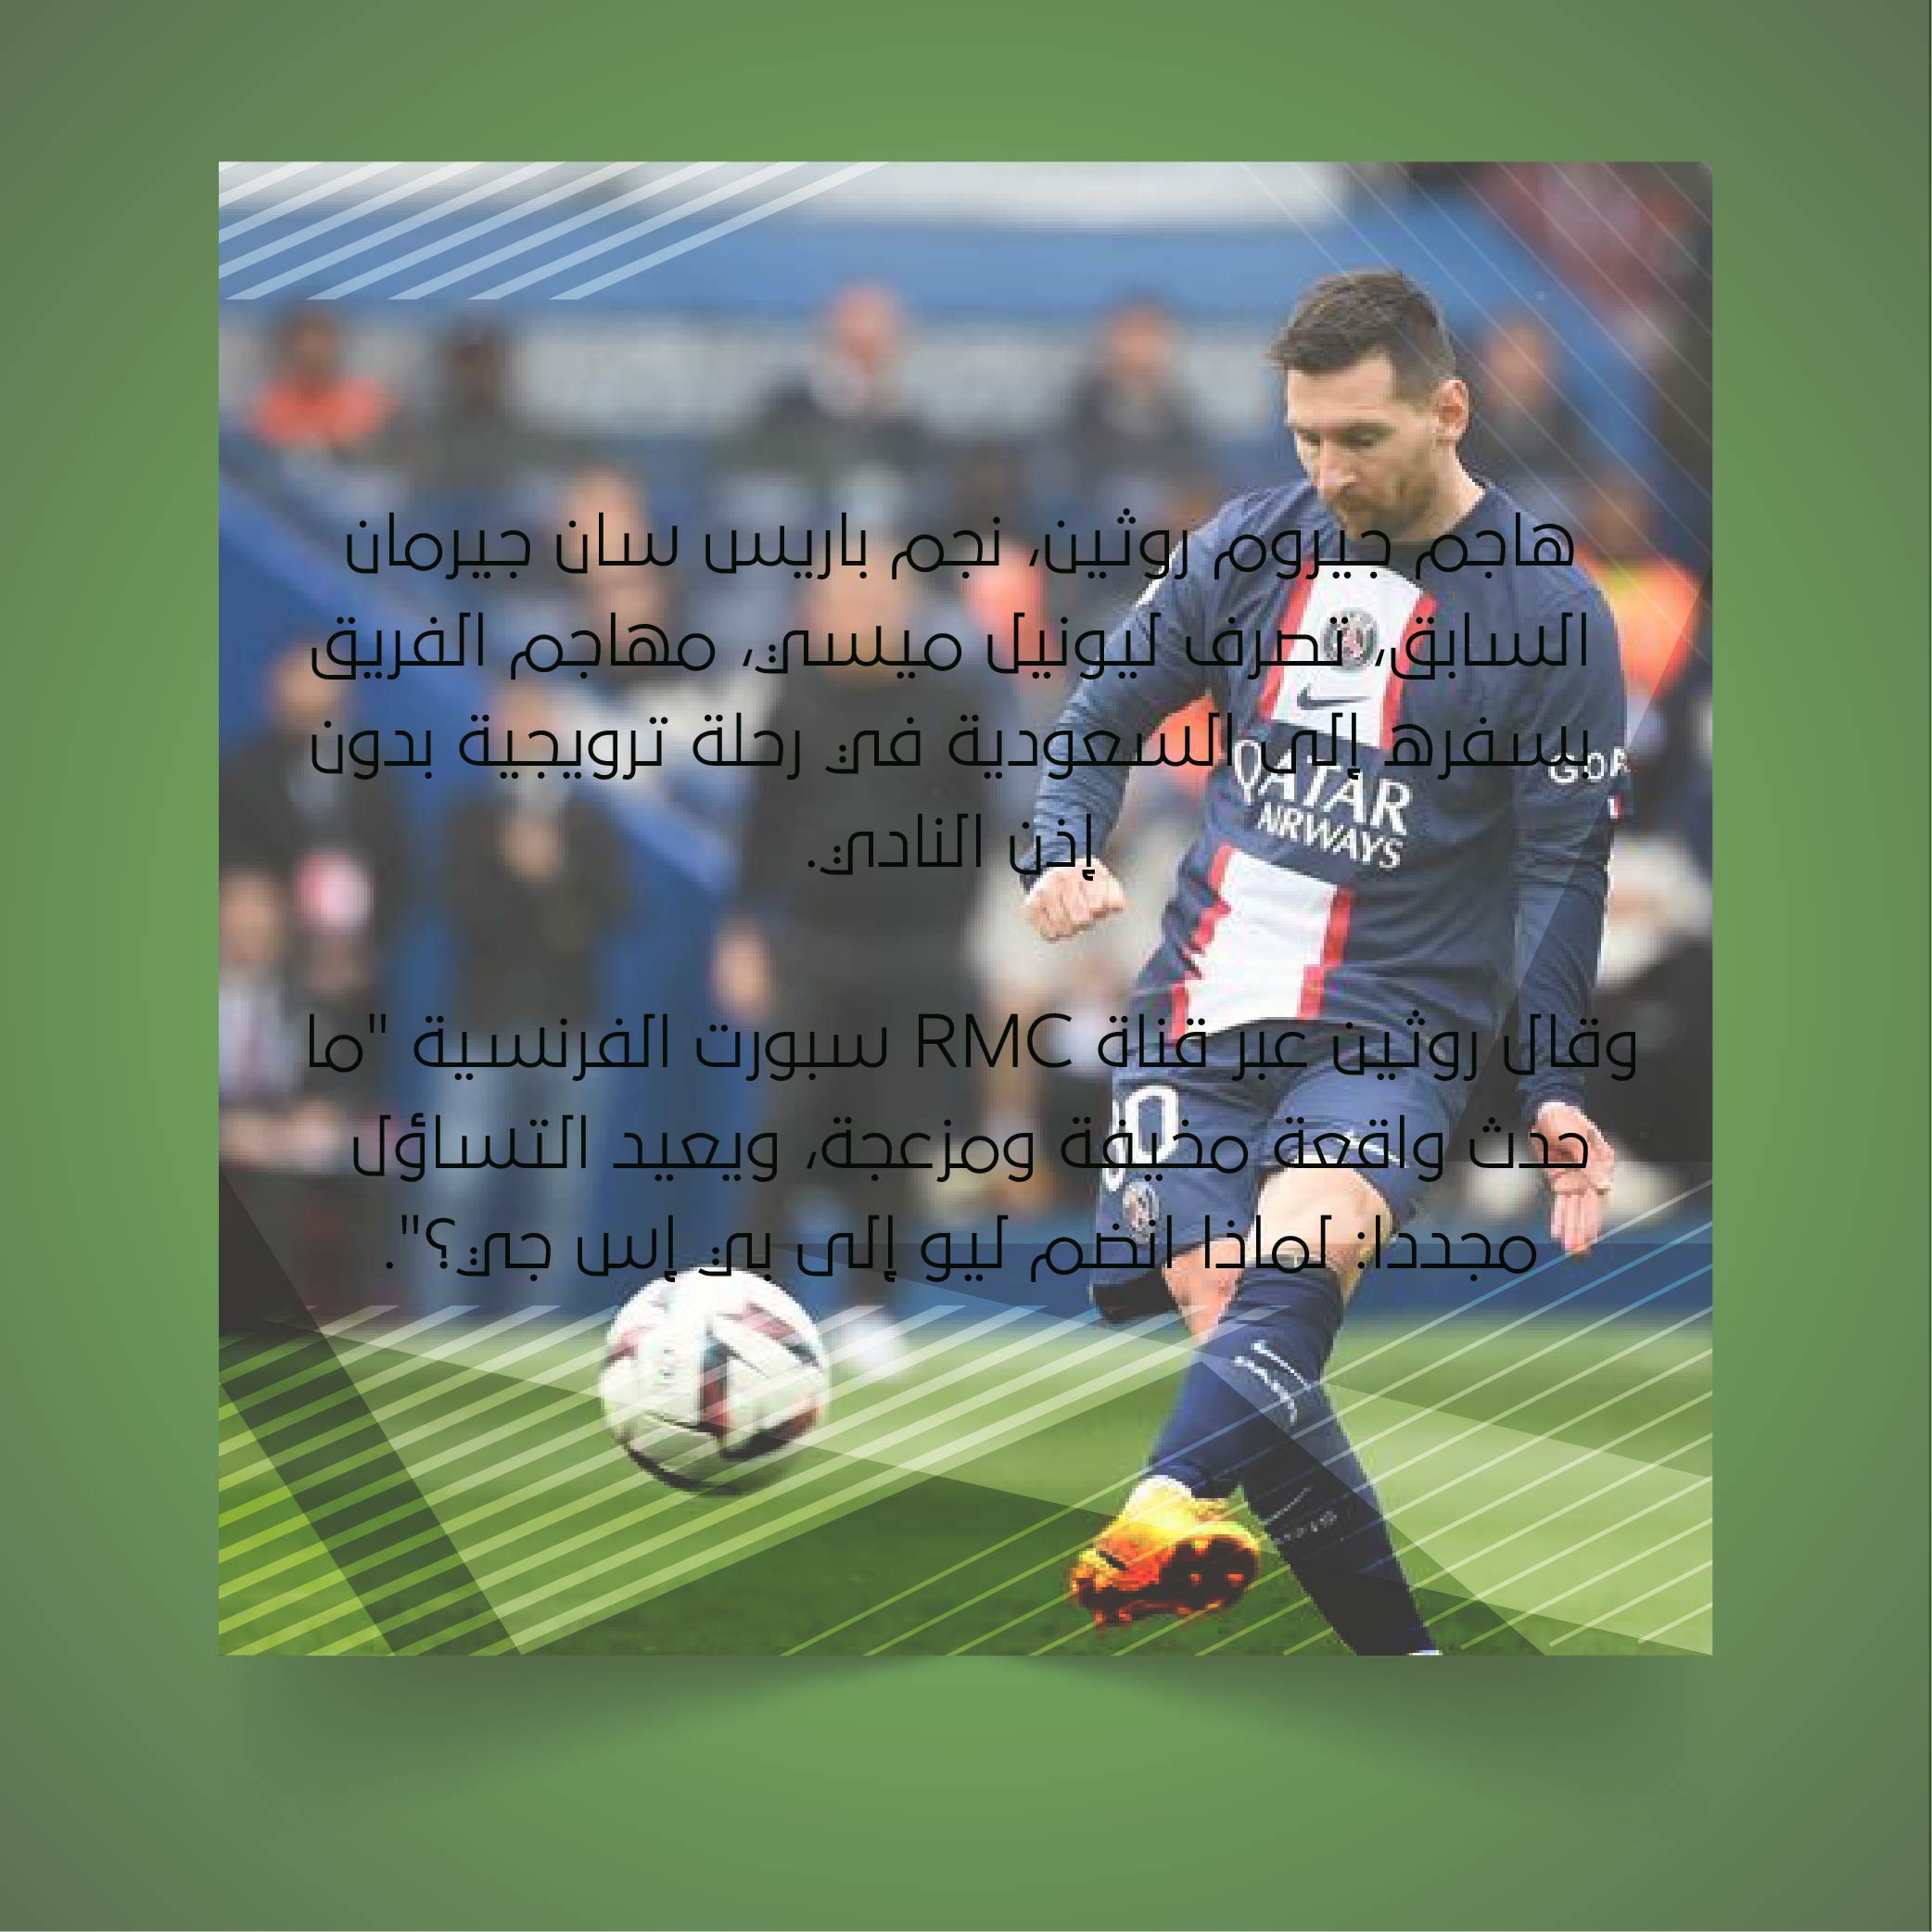 هاجم جيروم روثين، نجم باريس سان جيرمان
السابق، تصرف ليونيل ميسي، مهاجم الفريق
بسفره إلى السعودية في رحلة ترويجية بدون
إذن النادي.
وقال روثين عبر قناة RMC سبورت الفرنسية "ما
حدث واقعة مخيفة ومزعجة، ويعيد التساؤل
مجددا: لماذا انضم ليو إلى بي إس جي؟".
QATAR
AIRWAYS
GOA
30